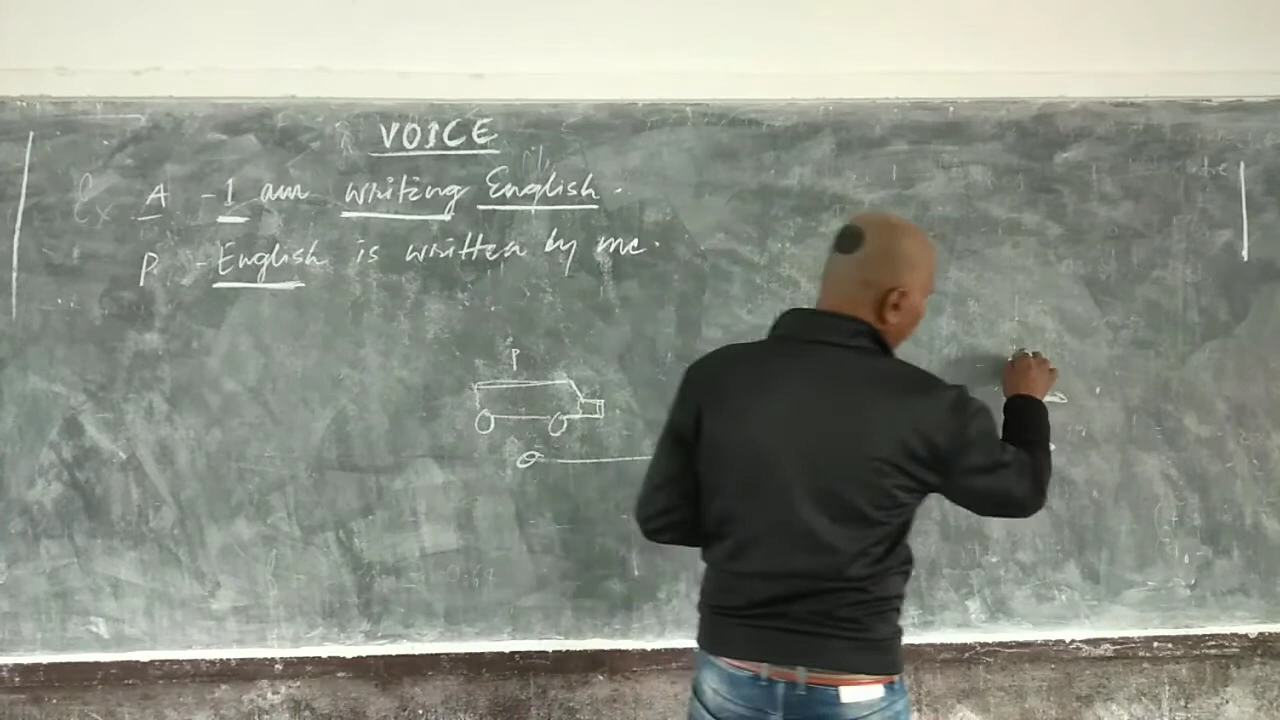 VOICE
Ex A - I am writing English.
P - English is written by me.
P